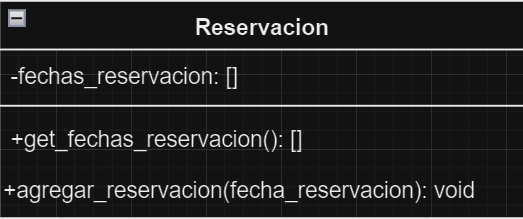 Reservacion
-fechas_reservacion: []
+get_fechas_reservacion(): []
+agregar_reservacion(fecha_reservacion): void